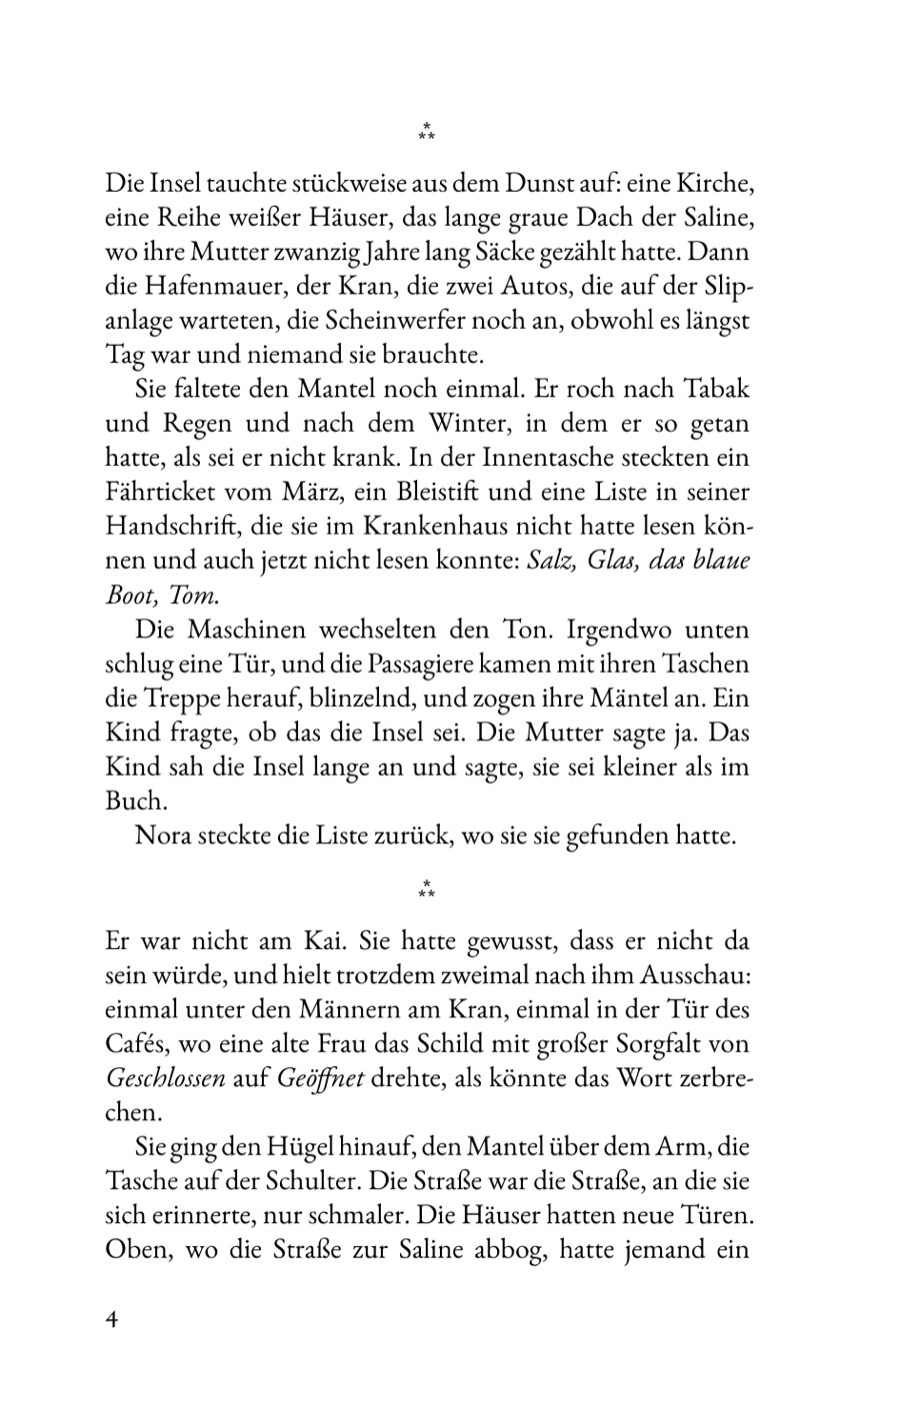 ⁂
Die Insel tauchte stückweise aus dem Dunst auf: eine Kirche,
eine Reihe weißer Häuser, das lange graue Dach der Saline,
wo ihre Mutter zwanzig Jahre lang Säcke gezählt hatte. Dann
die Hafenmauer, der Kran, die zwei Autos, die auf der Slip-
anlage warteten, die Scheinwerfer noch an, obwohl es längst
Tag war und niemand sie brauchte.
Sie faltete den Mantel noch einmal. Er roch nach Tabak
und Regen und nach dem Winter, in dem er so getan
hatte, als sei er nicht krank. In der Innentasche steckten ein
Fährticket vom März, ein Bleistift und eine Liste in seiner
Handschrift, die sie im Krankenhaus nicht hatte lesen kön-
nen und auch jetzt nicht lesen konnte: Salz, Glas, das blaue
Boot, Tom.
Die Maschinen wechselten den Ton. Irgendwo unten
schlug eine Tür, und die Passagiere kamen mit ihren Taschen
die Treppe herauf, blinzelnd, und zogen ihre Mäntel an. Ein
Kind fragte, ob das die Insel sei. Die Mutter sagte ja. Das
Kind sah die Insel lange an und sagte, sie sei kleiner als im
Buch.
Nora steckte die Liste zurück, wo sie sie gefunden hatte.
⁂
Er war nicht am Kai. Sie hatte gewusst, dass er nicht da
sein würde, und hielt trotzdem zweimal nach ihm Ausschau:
einmal unter den Männern am Kran, einmal in der Tür des
Cafés, wo eine alte Frau das Schild mit großer Sorgfalt von
Geschlossen auf Geöffnet drehte, als könnte das Wort zerbre-
chen.
Sie ging den Hügel hinauf, den Mantel über dem Arm, die
Tasche auf der Schulter. Die Straße war die Straße, an die sie
sich erinnerte, nur schmaler. Die Häuser hatten neue Türen.
Oben, wo die Straße zur Saline abbog, hatte jemand ein
4